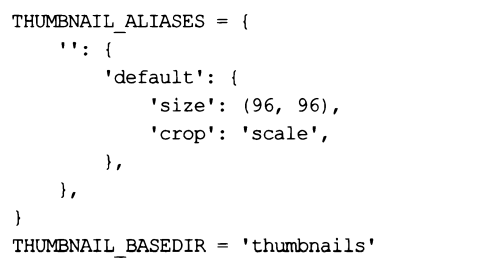 THUMBNAIL_ALIASES = {
    '': {
        'default': {
            'size': (96, 96),
            'crop': 'scale',
        },
    },
}
THUMBNAIL_BASEDIR = 'thumbnails'